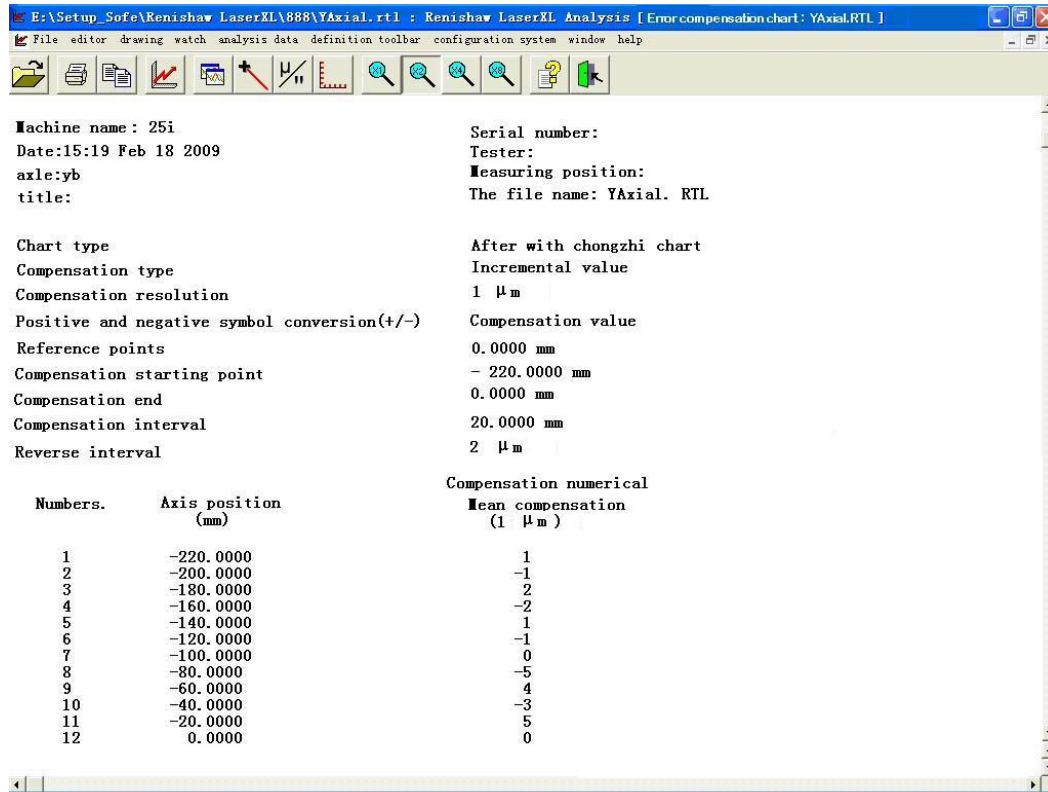 E:\Setup_Sofe\Renishaw LaserXL\888\YAxial.rtl : Renishaw LaserXL Analysis [ Error compensation chart: YAxial.RTL ]
File editor drawing watch analysis data definition toolbar configuration system window help
Machine name: 25i
Serial number:
Date:15:19 Feb 18 2009
Tester:
axle:yb
Measuring position:
title:
The file name: YAxial. RTL
Chart type After with chongzhi chart
Compensation type Incremental value
Compensation resolution 1 μm
Positive and negative symbol conversion(+/-) Compensation value
Reference points 0.0000 mm
Compensation starting point - 220.0000 mm
Compensation end 0.0000 mm
Compensation interval 20.0000 mm
Reverse interval 2 μm
Compensation numerical
Numbers. Axis position Mean compensation
(mm) (1 μm)
1 -220.0000 1
2 -200.0000 -1
3 -180.0000 2
4 -160.0000 -2
5 -140.0000 1
6 -120.0000 -1
7 -100.0000 0
8 -80.0000 -5
9 -60.0000 4
10 -40.0000 -3
11 -20.0000 5
12 0.0000 0